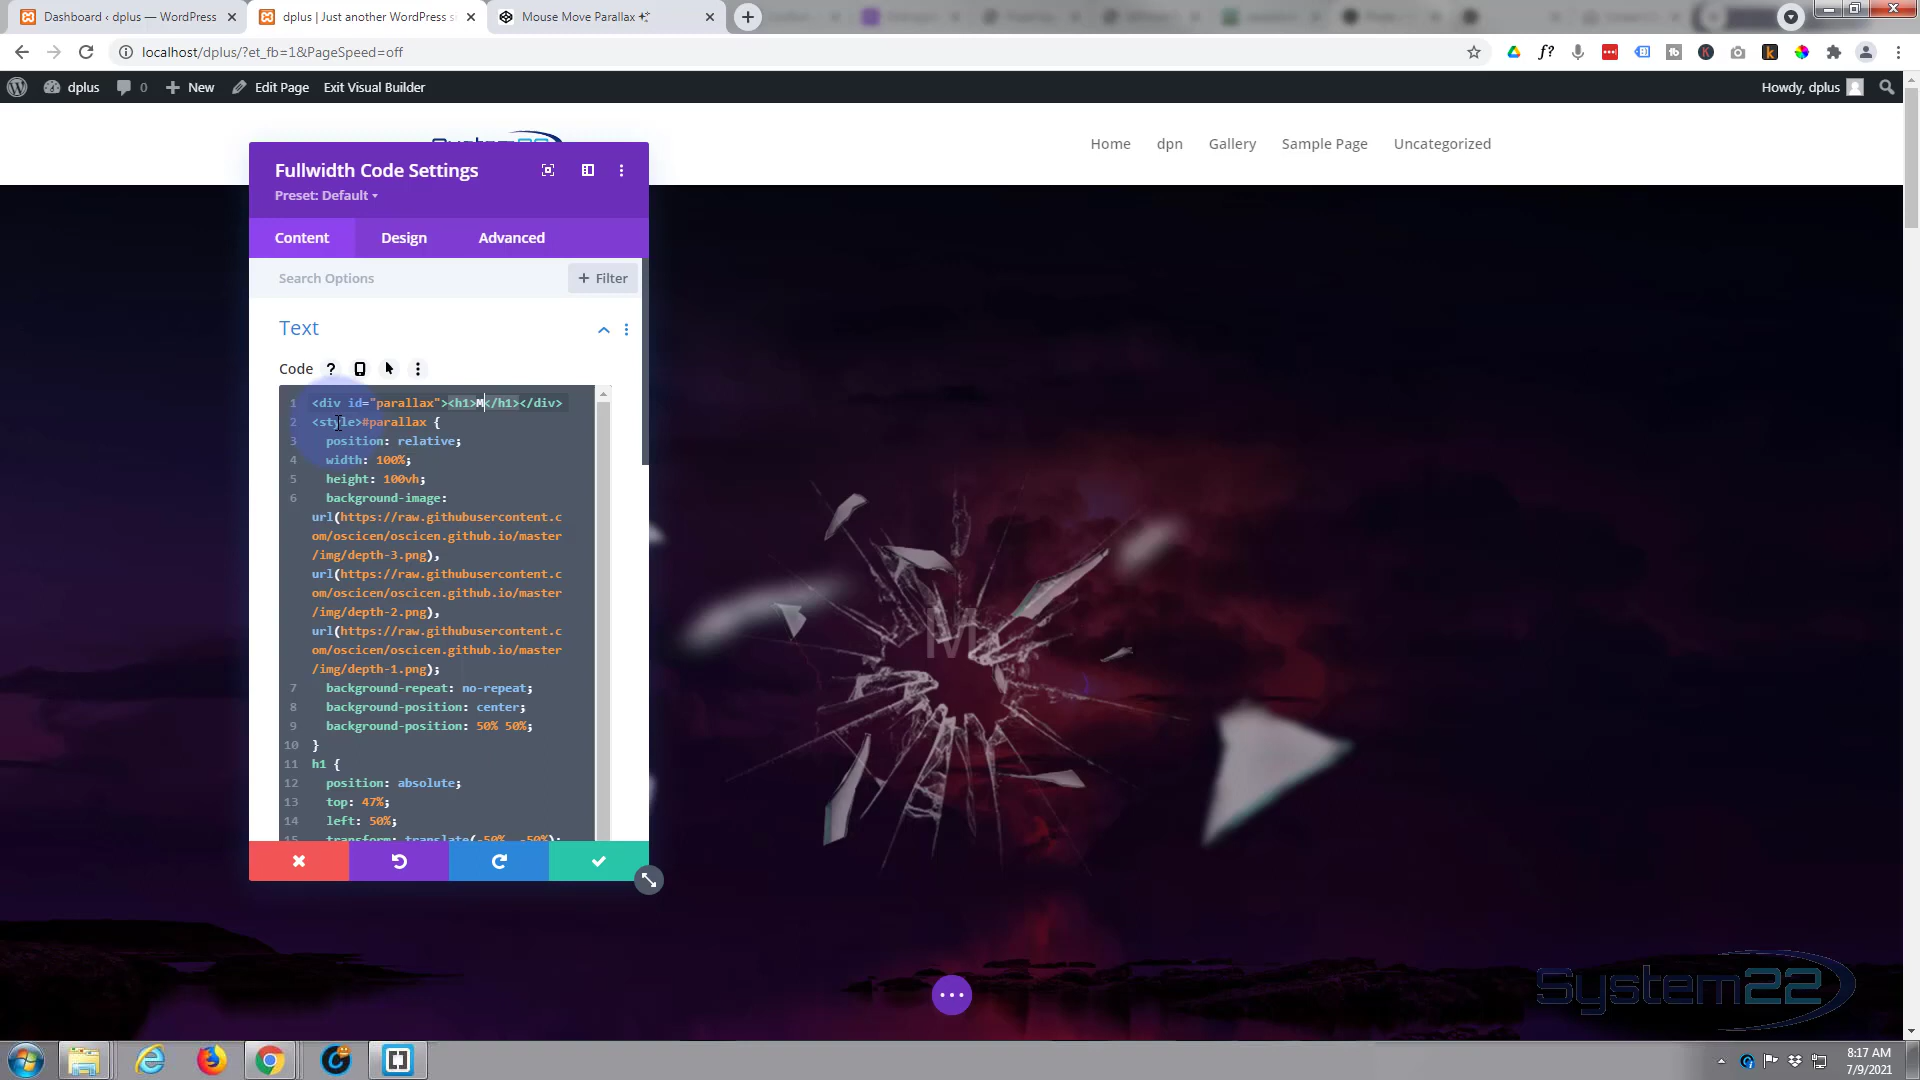 Dashboard ‹ dplus — WordPress
dplus | Just another WordPress si
Mouse Move Parallax
localhost/dplus/?et_fb=1&PageSpeed=off
dplus
0
New
Edit Page
Exit Visual Builder
Howdy, dplus
System22
Home
dpn
Gallery
Sample Page
Uncategorized
Fullwidth Code Settings
Preset: Default
Content
Design
Advanced
Search Options
+ Filter
Text
Code
1 <div id="parallax"><h1>M</h1></div>
2 <style>#parallax {
3 position: relative;
4 width: 100%;
5 height: 100vh;
6 background-image:
url(https://raw.githubusercontent.c
om/oscicen/oscicen.github.io/master
/img/depth-3.png),
url(https://raw.githubusercontent.c
om/oscicen/oscicen.github.io/master
/img/depth-2.png),
url(https://raw.githubusercontent.c
om/oscicen/oscicen.github.io/master
/img/depth-1.png);
7 background-repeat: no-repeat;
8 background-position: center;
9 background-position: 50% 50%;
10 }
11 h1 {
12 position: absolute;
13 top: 47%;
14 left: 50%;
15 transform: translate(-50%, -50%);
M
System22
8:17 AM
7/9/2021